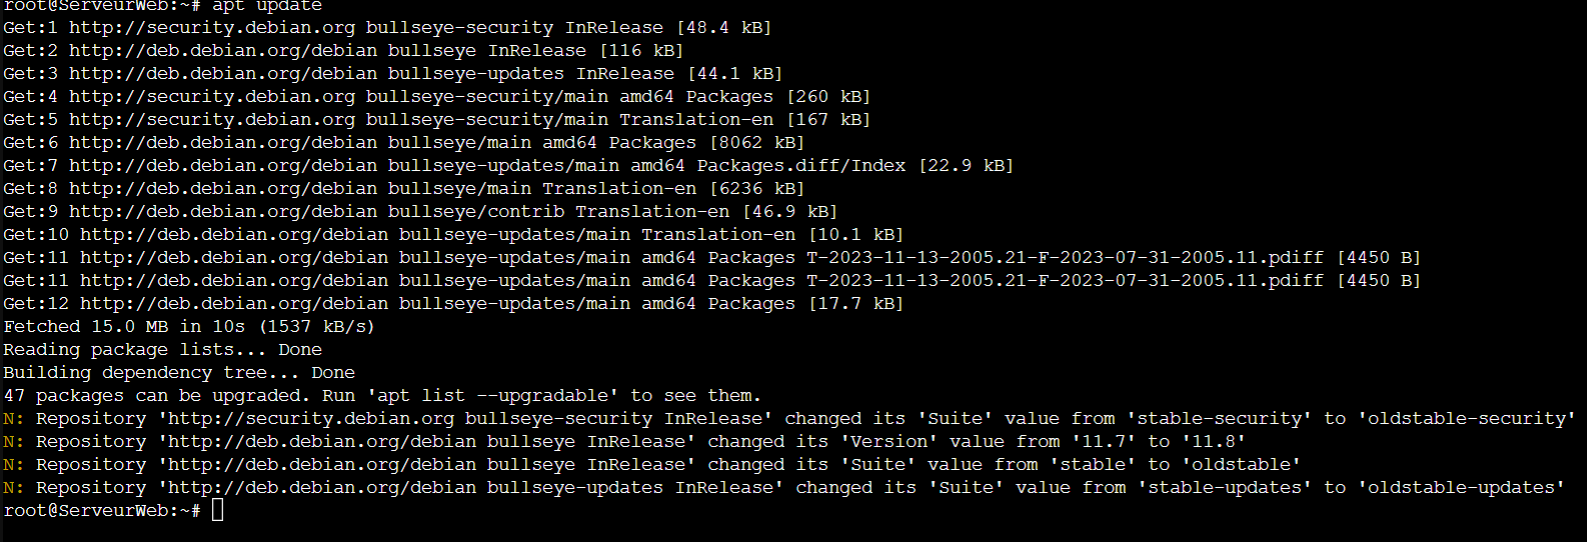 root@ServeurWeb:~# apt update
Get:1 http://security.debian.org bullseye-security InRelease [48.4 kB]
Get:2 http://deb.debian.org/debian bullseye InRelease [116 kB]
Get:3 http://deb.debian.org/debian bullseye-updates InRelease [44.1 kB]
Get:4 http://security.debian.org bullseye-security/main amd64 Packages [260 kB]
Get:5 http://security.debian.org bullseye-security/main Translation-en [167 kB]
Get:6 http://deb.debian.org/debian bullseye/main amd64 Packages [8062 kB]
Get:7 http://deb.debian.org/debian bullseye-updates/main amd64 Packages.diff/Index [22.9 kB]
Get:8 http://deb.debian.org/debian bullseye/main Translation-en [6236 kB]
Get:9 http://deb.debian.org/debian bullseye/contrib Translation-en [46.9 kB]
Get:10 http://deb.debian.org/debian bullseye-updates/main Translation-en [10.1 kB]
Get:11 http://deb.debian.org/debian bullseye-updates/main amd64 Packages T-2023-11-13-2005.21-F-2023-07-31-2005.11.pdiff [4450 B]
Get:11 http://deb.debian.org/debian bullseye-updates/main amd64 Packages T-2023-11-13-2005.21-F-2023-07-31-2005.11.pdiff [4450 B]
Get:12 http://deb.debian.org/debian bullseye-updates/main amd64 Packages [17.7 kB]
Fetched 15.0 MB in 10s (1537 kB/s)
Reading package lists... Done
Building dependency tree... Done
47 packages can be upgraded. Run 'apt list --upgradable' to see them.
N: Repository 'http://security.debian.org bullseye-security InRelease' changed its 'Suite' value from 'stable-security' to 'oldstable-security'
N: Repository 'http://deb.debian.org/debian bullseye InRelease' changed its 'Version' value from '11.7' to '11.8'
N: Repository 'http://deb.debian.org/debian bullseye InRelease' changed its 'Suite' value from 'stable' to 'oldstable'
N: Repository 'http://deb.debian.org/debian bullseye-updates InRelease' changed its 'Suite' value from 'stable-updates' to 'oldstable-updates'
root@ServeurWeb:~#